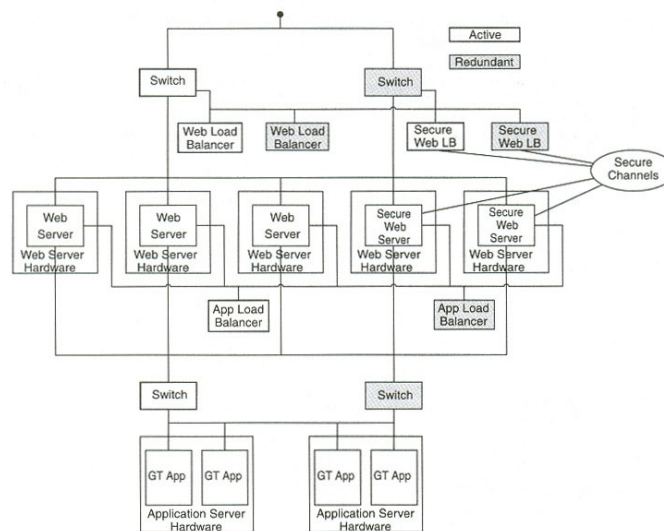 Active
Redundant
Switch
Switch
Web Load
Balancer
Web Load
Balancer
Secure
Web LB
Secure
Web LB
Secure
Channels
Web
Server
Web Server
Hardware
Web
Server
Web Server
Hardware
Web
Server
Web Server
Hardware
Secure
Web
Server
Web Server
Hardware
Secure
Web
Server
Web Server
Hardware
App Load
Balancer
App Load
Balancer
Switch
Switch
GT App
GT App
Application Server
Hardware
GT App
GT App
Application Server
Hardware